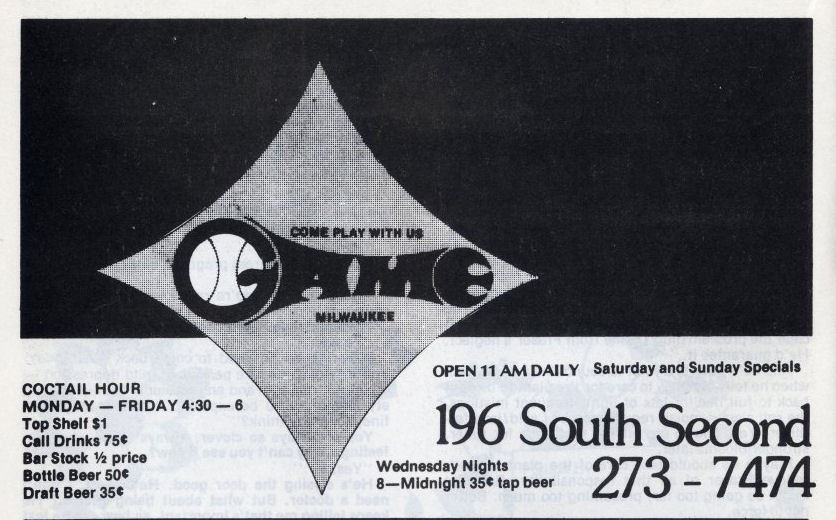 COME PLAY WITH US
GAME
MILWAUKEE
OPEN 11 AM DAILY Saturday and Sunday Specials
COCTAIL HOUR
MONDAY — FRIDAY 4:30 — 6
Top Shelf $1
Call Drinks 75¢
Bar Stock ½ price
Bottle Beer 50¢
Draft Beer 35¢
196 South Second
Wednesday Nights
8—Midnight 35¢ tap beer
273-7474